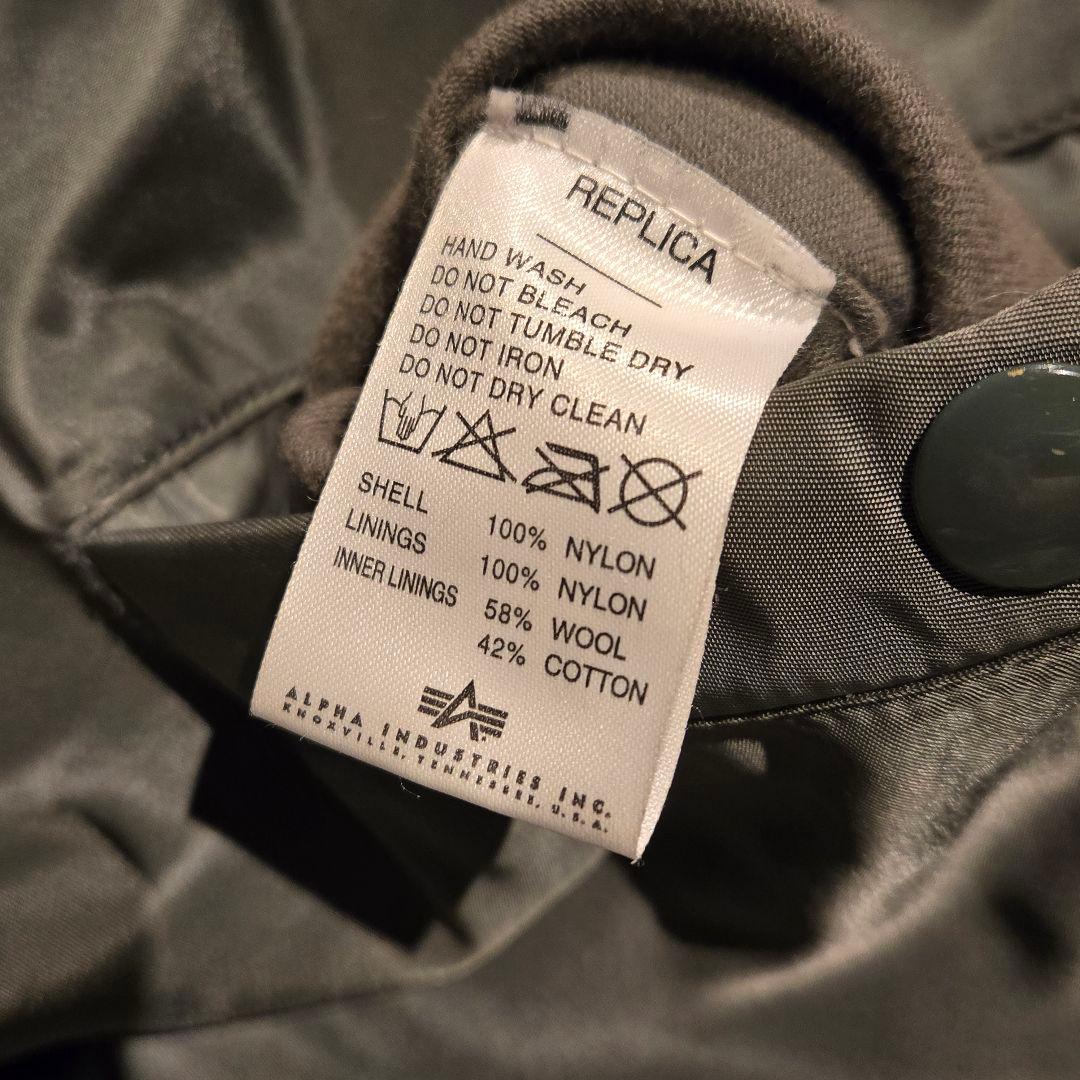 REPLICA
HAND WASH
DO NOT BLEACH
DO NOT TUMBLE DRY
DO NOT IRON
DO NOT DRY CLEAN
SHELL 100% NYLON
LININGS 100% NYLON
INNER LININGS 58% WOOL
42% COTTON
ALPHA INDUSTRIES INC.
KNOXVILLE, TENNESSEE, U.S.A.